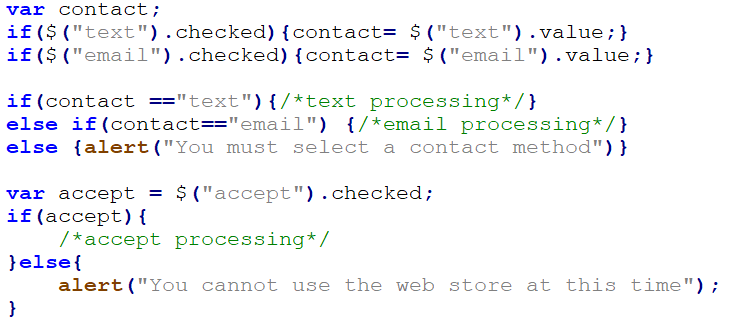 var contact;
if($("text").checked){contact= $("text").value;}
if($("email").checked){contact= $("email").value;}

if(contact =="text"){/*text processing*/}
else if(contact=="email") {/*email processing*/}
else {alert("You must select a contact method")}

var accept = $("accept").checked;
if(accept){
    /*accept processing*/
}else{
    alert("You cannot use the web store at this time");
}